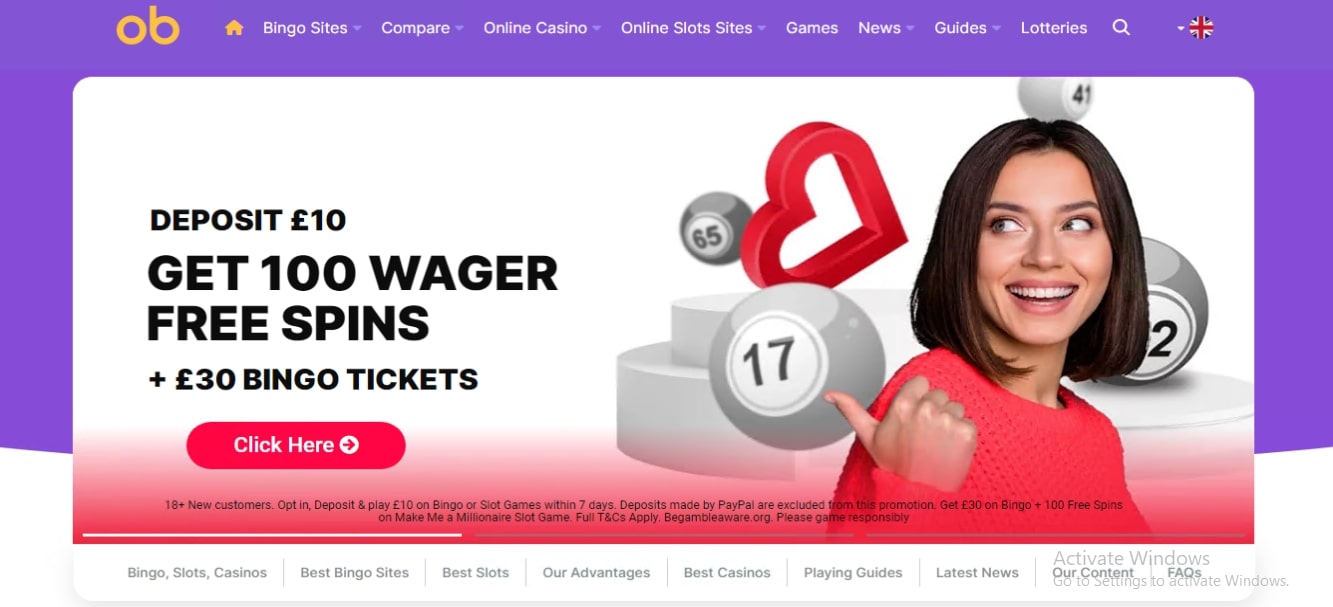 ob
Bingo Sites Compare Online Casino Online Slots Sites Games News Guides Lotteries
41
65
DEPOSIT £10
GET 100 WAGER
FREE SPINS
17
2
+ £30 BINGO TICKETS
Click Here
18+ New customers. Opt in, Deposit & play £10 on Bingo or Slot Games within 7 days. Deposits made by PayPal are excluded from this promotion. Get £30 on Bingo + 100 Free Spins
on Make Me a Millionaire Slot Game. Full T&Cs Apply. Begambleaware.org. Please game responsibly
Activate Windows
Bingo, Slots, Casinos Best Bingo Sites Best Slots Our Advantages Best Casinos Playing Guides Latest News Our Content FAQs
Go to Settings to activate Windows.